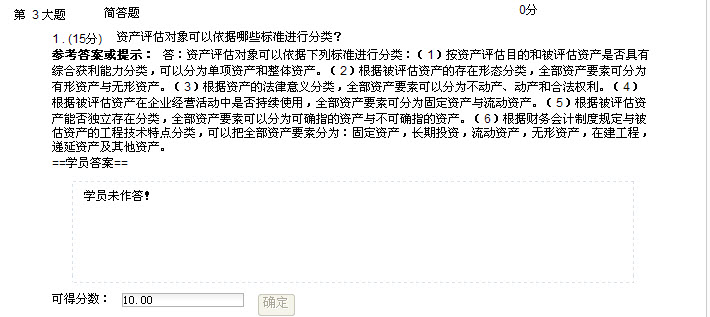 第 3大题 简答题 0分
1. (15分) 资产评估对象可以依据哪些标准进行分类?
参考答案或提示： 答：资产评估对象可以依据下列标准进行分类：（1）按资产评估目的和被评估资产是否具有
综合获利能力分类，可以分为单项资产和整体资产。（2）根据被评估资产的存在形态分类，全部资产要素可分为
有形资产与无形资产。（3）根据资产的法律意义分类，全部资产要素可以分为不动产、动产和合法权利。（4）
根据被评估资产在企业经营活动中是否持续使用，全部资产要素可分为固定资产与流动资产。（5）根据被评估资
产能否独立存在分类，全部资产要素可以分为可确指的资产与不可确指的资产。（6）根据财务会计制度规定与被
估资产的工程技术特点分类，可以把全部资产要素分为：固定资产，长期投资，流动资产，无形资产，在建工程，
递延资产及其他资产。
==学员答案==
学员未作答!
可得分数： 10.00 确定